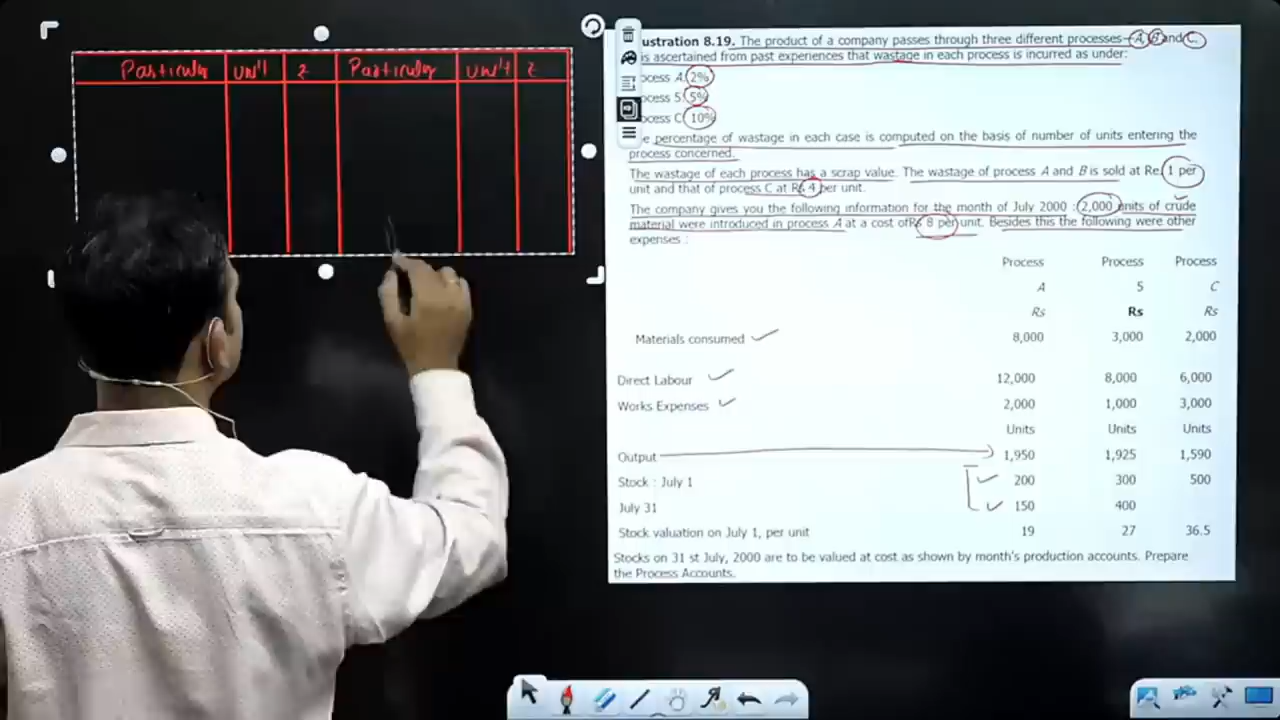 Particular Unit ₹ Particular Unit ₹
ustration 8.19. The product of a company passes through three different processes—A, B and C.
is ascertained from past experiences that wastage in each process is incurred as under:
ocess A. 2%
ocess 5. 5%
ocess C. 10%
e percentage of wastage in each case is computed on the basis of number of units entering the
process concerned.
The wastage of each process has a scrap value. The wastage of process A and B is sold at Re. 1 per
unit and that of process C at Rs 4 per unit.
The company gives you the following information for the month of July 2000 : 2,000 units of crude
material were introduced in process A at a cost of Rs 8 per unit. Besides this the following were other
expenses :
Process Process Process
A 5 C
Rs Rs Rs
Materials consumed 8,000 3,000 2,000
Direct Labour 12,000 8,000 6,000
Works Expenses 2,000 1,000 3,000
Units Units Units
Output 1,950 1,925 1,590
Stock : July 1 200 300 500
July 31 150 400
Stock valuation on July 1, per unit 19 27 36.5
Stocks on 31 st July, 2000 are to be valued at cost as shown by month's production accounts. Prepare
the Process Accounts.